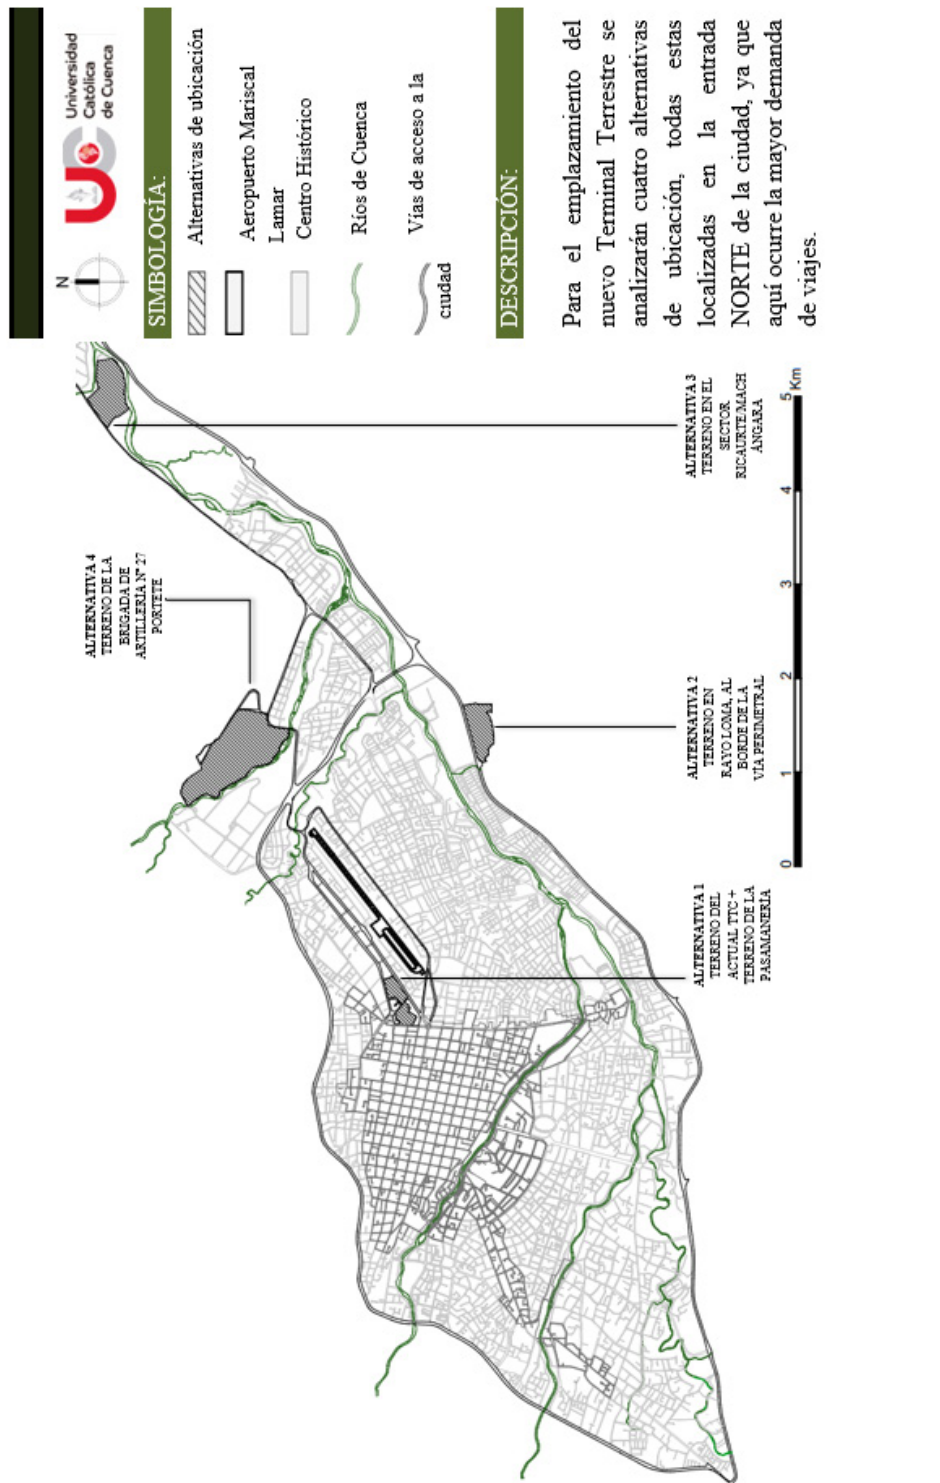 Universidad
Católica
de Cuenca
N
SIMBOLOGÍA:
Alternativas de ubicación
Aeropuerto Mariscal
Lamar
Centro Histórico
Ríos de Cuenca
Vías de acceso a la
ciudad
DESCRIPCIÓN:
Para el emplazamiento del
nuevo Terminal Terrestre se
analizarán cuatro alternativas
de ubicación, todas estas
localizadas en la entrada
NORTE de la ciudad, ya que
aquí ocurre la mayor demanda
de viajes.
ALTERNATIVA 4
TERRENO DE LA
BRIGADA DE
ARTILLERIA N° 27
PORTETE
ALTERNATIVA 3
TERRENO EN EL
SECTOR
RICAURTE/MACH
ÁNGARA
ALTERNATIVA 2
TERRENO EN
RAYO LOMA, AL
BORDE DE LA
VÍA PERIMETRAL
ALTERNATIVA 1
TERRENO DEL
ACTUAL TTC +
TERRENO DE LA
PASAMANERÍA
0 1 2 3 4 5 Km